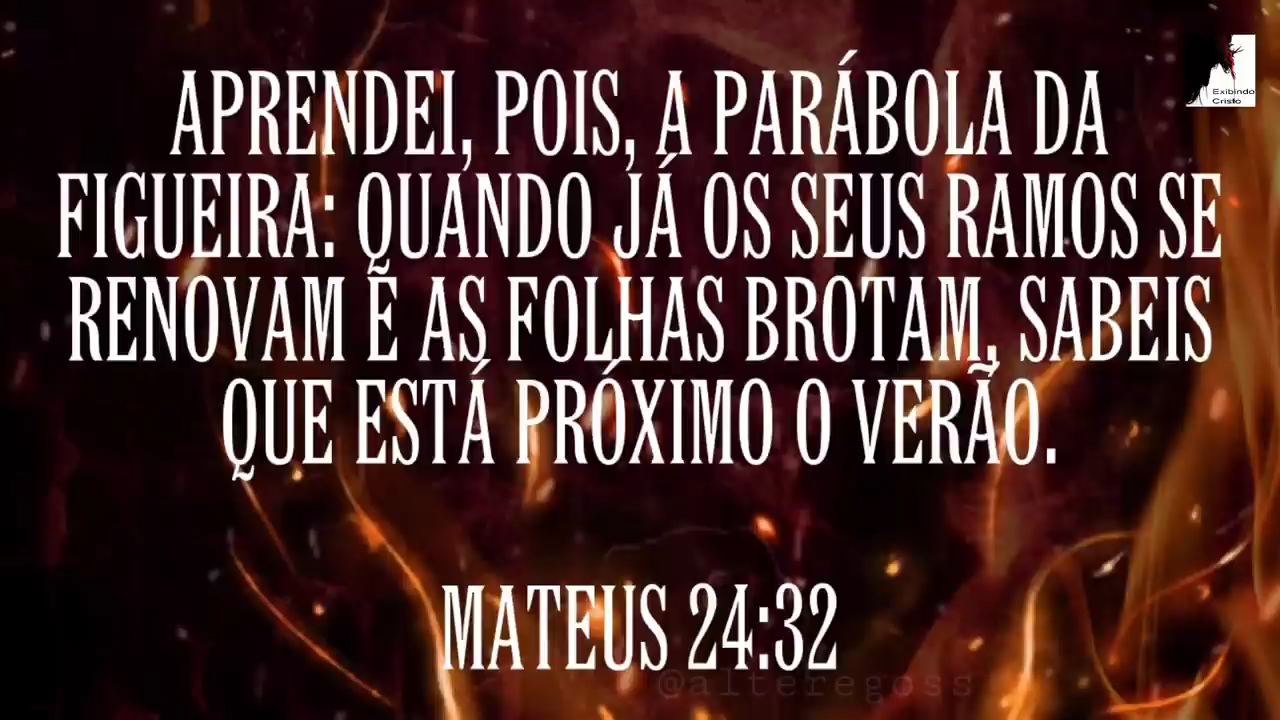 Exibindo
Cristo
APRENDEI, POIS, A PARÁBOLA DA
FIGUEIRA: QUANDO JÁ OS SEUS RAMOS SE
RENOVAM E AS FOLHAS BROTAM, SABEIS
QUE ESTÁ PRÓXIMO O VERÃO.
MATEUS 24:32
@alteregoss